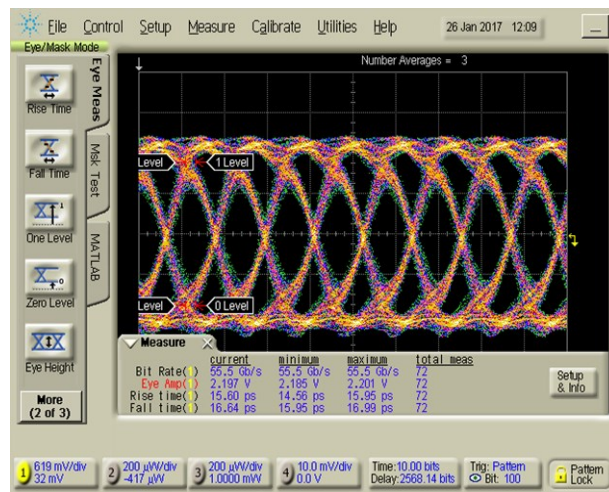 File Control Setup Measure Calibrate Utilities Help 26 Jan 2017 12:09
Eye/Mask Mode
Number Averages = 3
Eye Meas
Msk Test
MATLAB
Rise Time
Fall Time
One Level
Zero Level
Eye Height
More
(2 of 3)
Level 1 Level
Level 0 Level
Measure
current minimum maximum total meas
Bit Rate(1) 55.5 Gb/s 55.5 Gb/s 55.5 Gb/s 72
Eye Amp(1) 2.197 V 2.185 V 2.201 V 72
Rise time(1) 15.60 ps 14.56 ps 15.95 ps 72
Fall time(1) 16.64 ps 15.95 ps 16.99 ps 72
Setup
& Info
1 619 mV/div
32 mV
2 200 µW/div
-417 µW
3 200 µW/div
1.0000 mW
4 10.0 mV/div
0.0 V
Time:10.00 bits
Delay:2568.14 bits
Trig: Pattern
Bit: 100
Pattern
Lock